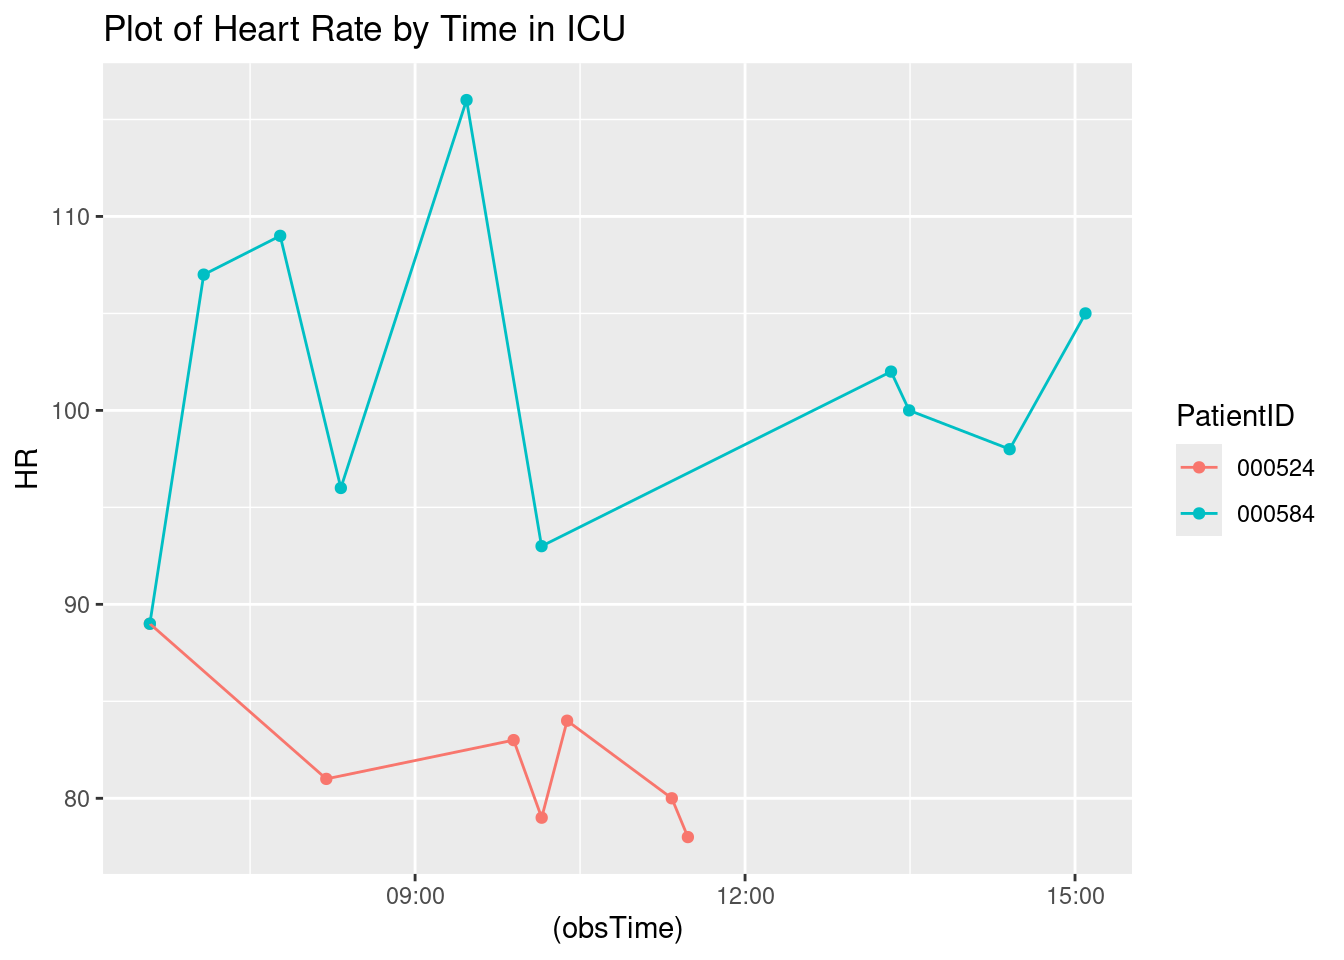 Plot of Heart Rate by Time in ICU
110
100
90
80
HR
09:00
12:00
15:00
(obsTime)
PatientID
000524
000584